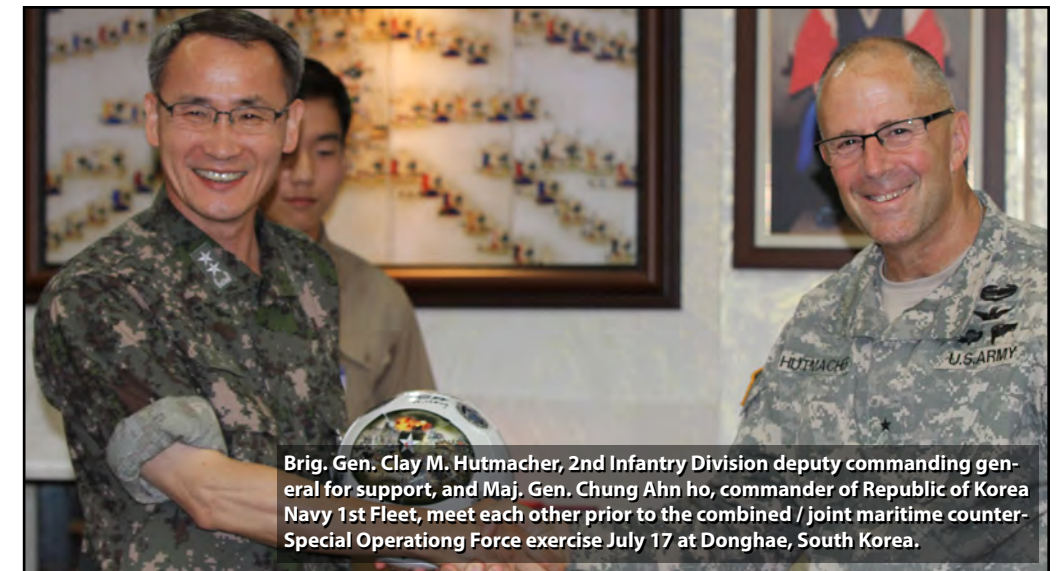 HUTMACHE
U.S.ARMY
Brig. Gen. Clay M. Hutmacher, 2nd Infantry Division deputy commanding gen-
eral for support, and Maj. Gen. Chung Ahn ho, commander of Republic of Korea
Navy 1st Fleet, meet each other prior to the combined / joint maritime counter-
Special Operationg Force exercise July 17 at Donghae, South Korea.